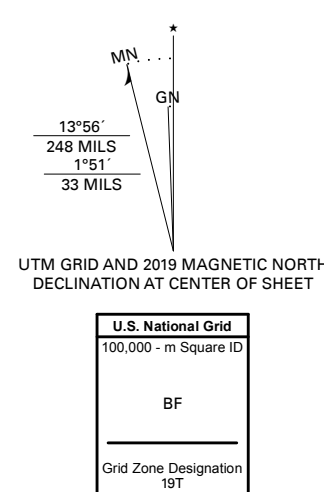 ★
MN
GN
13°56´
248 MILS
1°51´
33 MILS
UTM GRID AND 2019 MAGNETIC NORTH
DECLINATION AT CENTER OF SHEET
U.S. National Grid
100,000 - m Square ID
BF
Grid Zone Designation
19T